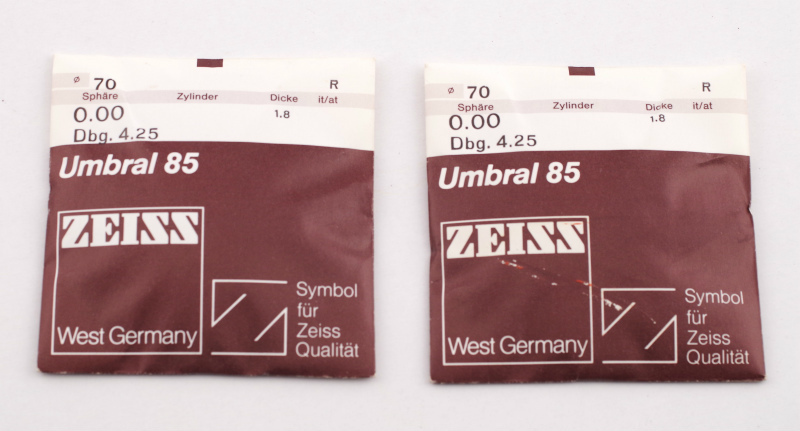 ø 70 R
Sphäre Zylinder Dicke it/at
0.00 1.8
Dbg. 4.25
Umbral 85
ZEISS
West Germany
Symbol
für
Zeiss
Qualität
ø 70 R
Sphäre Zylinder Dicke it/at
0.00 1.8
Dbg. 4.25
Umbral 85
ZEISS
West Germany
Symbol
für
Zeiss
Qualität